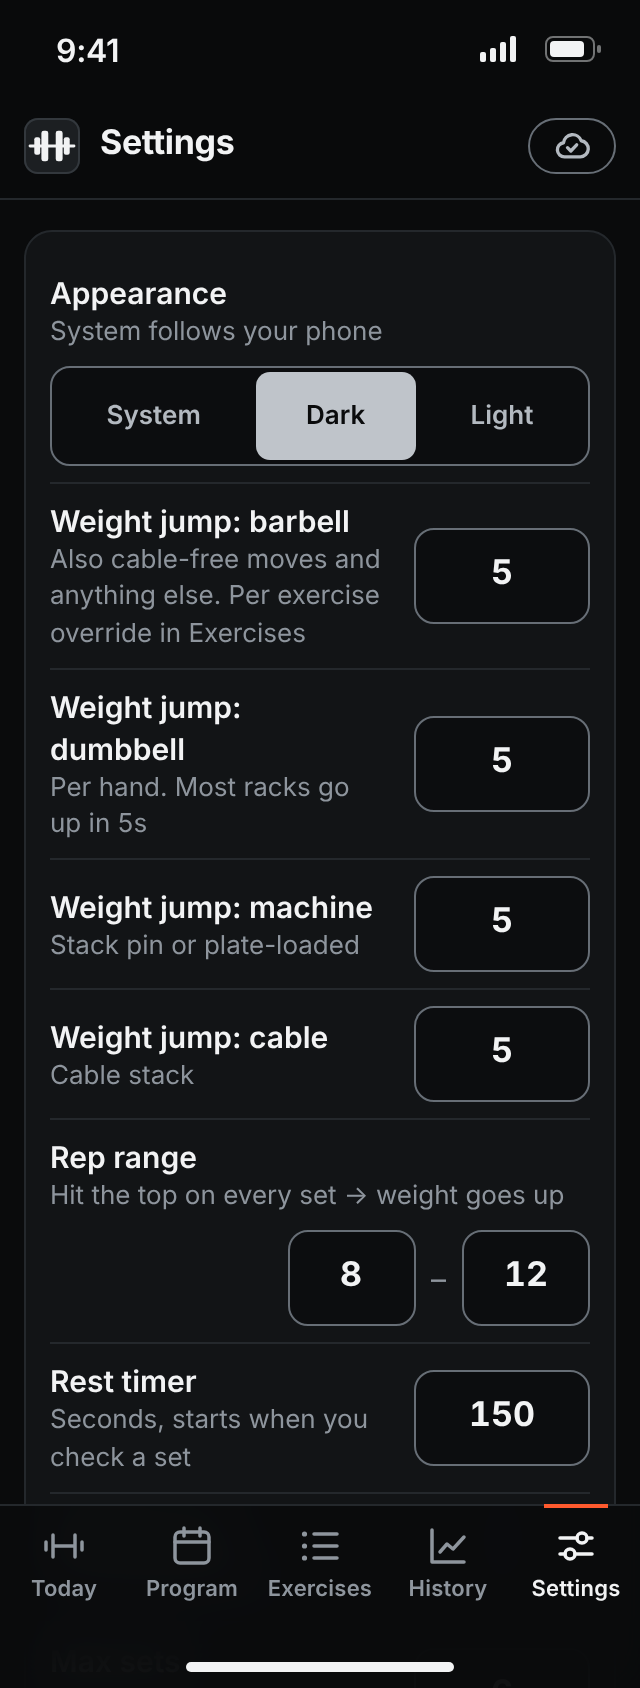 9:41
Settings
Appearance
System follows your phone
System
Dark
Light
Weight jump: barbell
Also cable-free moves and
anything else. Per exercise
override in Exercises
5
Weight jump:
dumbbell
Per hand. Most racks go
up in 5s
5
Weight jump: machine
Stack pin or plate-loaded
5
Weight jump: cable
Cable stack
5
Rep range
Hit the top on every set → weight goes up
8 – 12
Rest timer
Seconds, starts when you
check a set
150
Today
Program
Exercises
History
Settings
Max sets